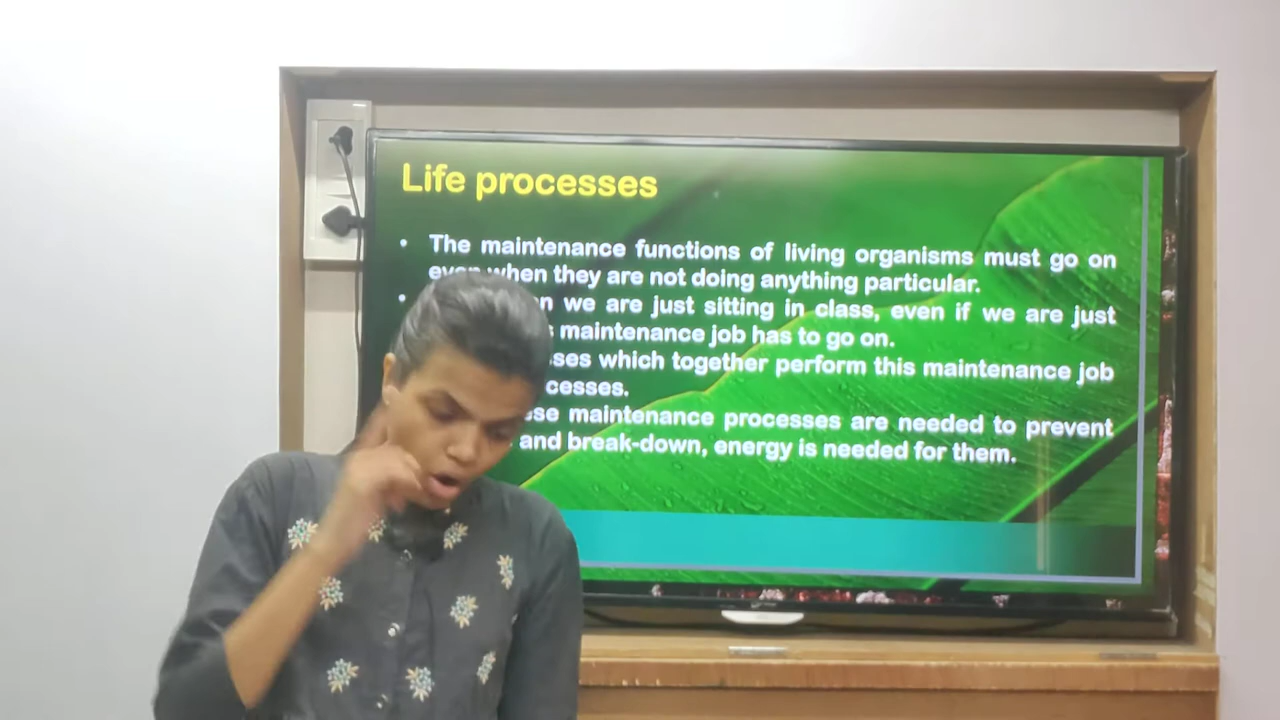 Life processes
• The maintenance functions of living organisms must go on
even when they are not doing anything particular.
• we are just sitting in class, even if we are just
maintenance job has to go on.
which together perform this maintenance job
maintenance processes are needed to prevent
and break-down, energy is needed for them.